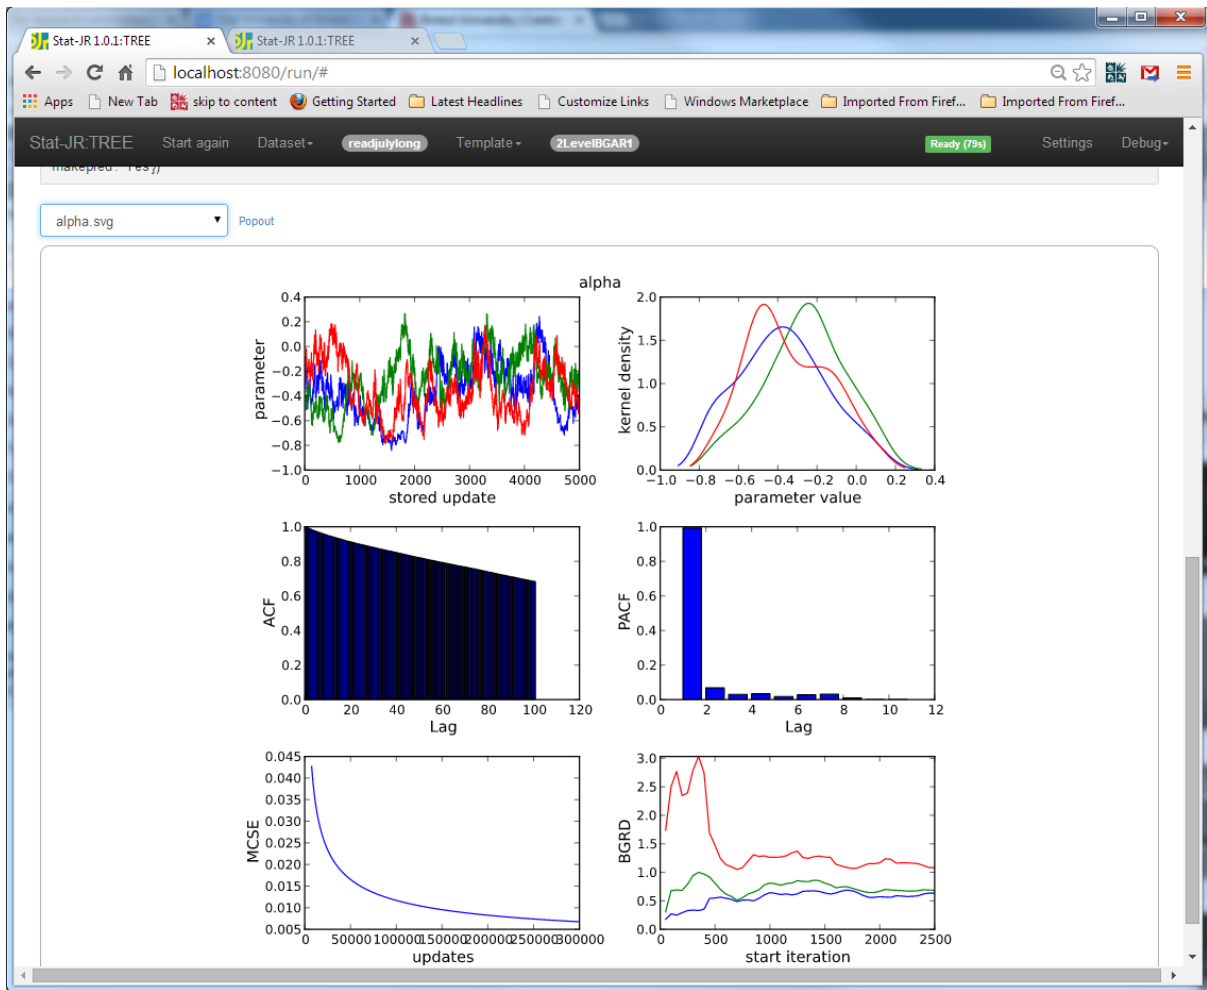 Stat-JR 1.0.1:TREE
Stat-JR 1.0.1:TREE
localhost:8080/run/#
Apps New Tab skip to content Getting Started Latest Headlines Customize Links Windows Marketplace Imported From Firef... Imported From Firef...
Stat-JR:TREE Start again Dataset readjulylong Template 2LevelBGAR1 Ready (79s) Settings Debug
makepred: 'Yes'})
alpha.svg Popout
alpha
0.4
0.2
0.0
−0.2
−0.4
−0.6
−0.8
−1.0
parameter
0 1000 2000 3000 4000 5000
stored update
2.0
1.5
1.0
0.5
0.0
kernel density
−1.0 −0.8 −0.6 −0.4 −0.2 0.0 0.2 0.4
parameter value
1.0
0.8
0.6
0.4
0.2
0.0
ACF
0 20 40 60 80 100 120
Lag
1.0
0.8
0.6
0.4
0.2
0.0
PACF
0 2 4 6 8 10 12
Lag
0.045
0.040
0.035
0.030
0.025
0.020
0.015
0.010
0.005
MCSE
0 50000 100000 150000 200000 250000 300000
updates
3.0
2.5
2.0
1.5
1.0
0.5
0.0
BGRD
0 500 1000 1500 2000 2500
start iteration